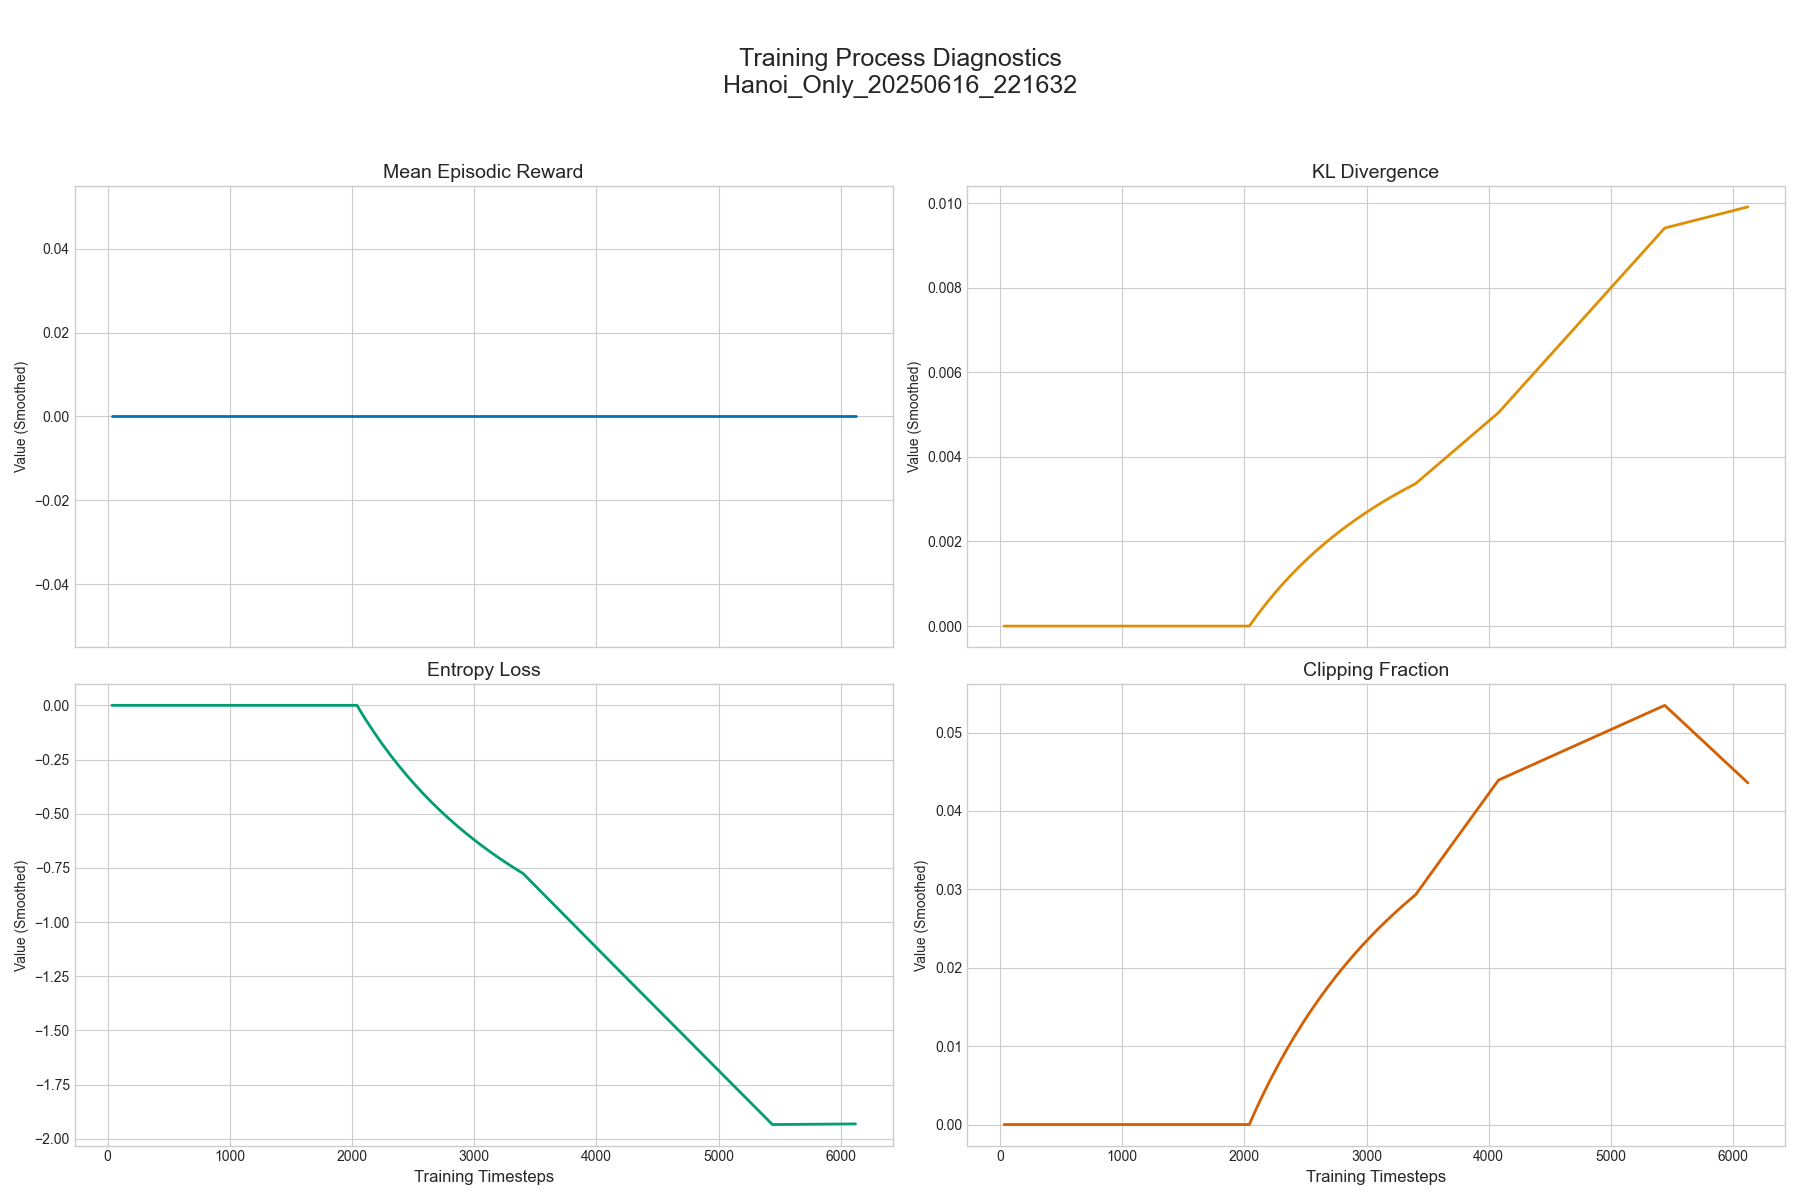 Training Process Diagnostics
Hanoi_Only_20250616_221632
Mean Episodic Reward
KL Divergence
0.04
0.02
0.00
−0.02
−0.04
Value (Smoothed)
0.010
0.008
0.006
0.004
0.002
0.000
Value (Smoothed)
Entropy Loss
Clipping Fraction
0.00
−0.25
−0.50
−0.75
−1.00
−1.25
−1.50
−1.75
−2.00
Value (Smoothed)
0 1000 2000 3000 4000 5000 6000
Training Timesteps
0.05
0.04
0.03
0.02
0.01
0.00
Value (Smoothed)
0 1000 2000 3000 4000 5000 6000
Training Timesteps